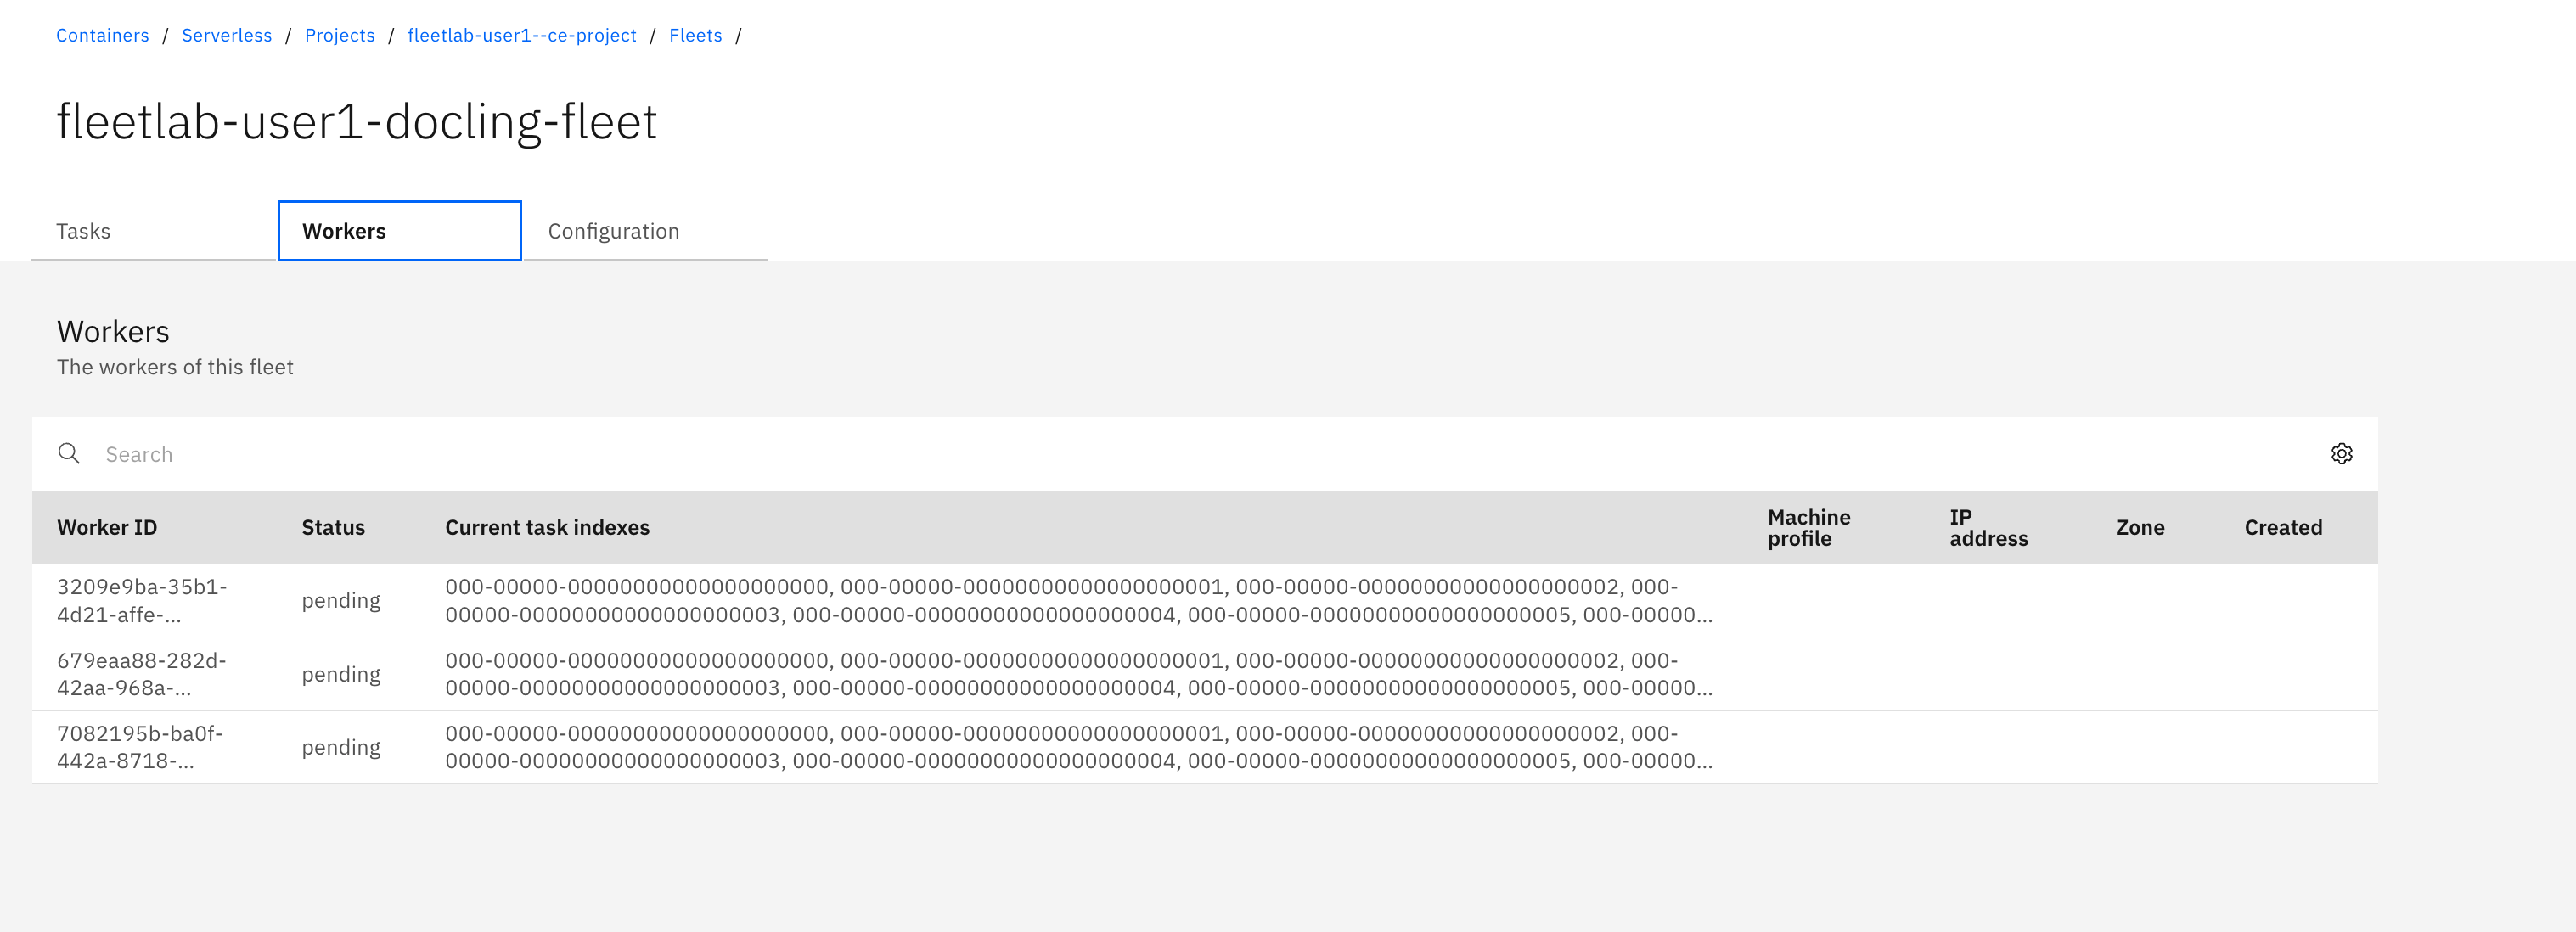 Containers / Serverless / Projects / fleetlab-user1--ce-project / Fleets /
fleetlab-user1-docling-fleet
Tasks Workers Configuration
Workers
The workers of this fleet
Search
Worker ID Status Current task indexes Machine profile IP address Zone Created
3209e9ba-35b1-4d21-affe-... pending 000-00000-00000000000000000000, 000-00000-00000000000000000001, 000-00000-00000000000000000002, 000-
00000-00000000000000000003, 000-00000-00000000000000000004, 000-00000-00000000000000000005, 000-00000...
679eaa88-282d-42aa-968a-... pending 000-00000-00000000000000000000, 000-00000-00000000000000000001, 000-00000-00000000000000000002, 000-
00000-00000000000000000003, 000-00000-00000000000000000004, 000-00000-00000000000000000005, 000-00000...
7082195b-ba0f-442a-8718-... pending 000-00000-00000000000000000000, 000-00000-00000000000000000001, 000-00000-00000000000000000002, 000-
00000-00000000000000000003, 000-00000-00000000000000000004, 000-00000-00000000000000000005, 000-00000...